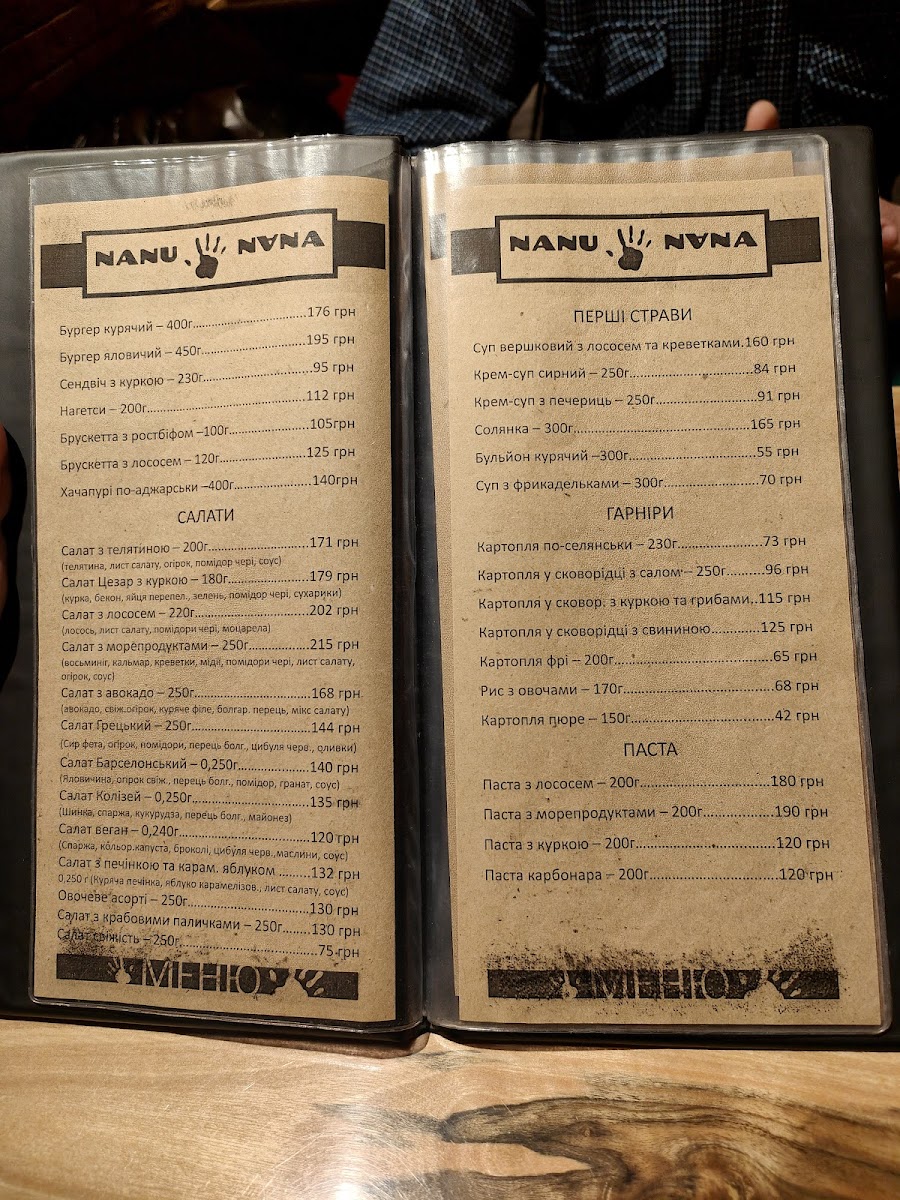 NANU NANA
Бургер курячий – 400г.....................................176 грн
Бургер яловичий – 450г...................................195 грн
Сендвіч з куркою – 230г...................................95 грн
Нагетси – 200г..................................................112 грн
Брускетта з ростбіфом –100г..........................105грн
Брускетта з лососем – 120г.............................125 грн
Хачапурі по-аджарськи –400г........................140грн
САЛАТИ
Салат з телятиною – 200г...............................171 грн
(телятина, лист салату, огірок, помідор чері, соус)
Салат Цезар з куркою – 180г.........................179 грн
(курка, бекон, яйця перепел., зелень, помідор чері, сухарики)
Салат з лососем – 220г...................................202 грн
(лосось, лист салату, помідори чері, моцарела)
Салат з морепродуктами – 250г....................215 грн
(восьминіг, кальмар, креветки, мідії, помідори чері, лист салату,
огірок, соус)
Салат з авокадо – 250г...................................168 грн
(авокадо, свіж.огірок, куряче філе, болгар. перець, мікс салату)
Салат Грецький – 250г....................................144 грн
(Сир фета, огірок, помідори, перець болг., цибуля черв., оливки)
Салат Барселонський – 0,250г......................140 грн
(Яловичина, огірок свіж., перець болг., помідор, гранат, соус)
Салат Колізей – 0,250г...................................135 грн
(Шинка, спаржа, кукурудза, перець болг., майонез)
Салат веган – 0,240г.......................................120 грн
(Спаржа, кольор.капуста, броколі, цибуля черв., маслини, соус)
Салат з печінкою та карам. яблуком .........132 грн
0,250 г (Куряча печінка, яблуко карамелізов., лист салату, соус)
Овочеве асорті – 250г....................................130 грн
Салат з крабовими паличками – 250г........130 грн
Салат свіжість – 250г.........................................75 грн
МЕНЮ
NANU NANA
ПЕРШІ СТРАВИ
Суп вершковий з лососем та креветками.160 грн
Крем-суп сирний – 250г...............................84 грн
Крем-суп з печериць – 250г.........................91 грн
Солянка – 300г.............................................165 грн
Бульйон курячий –300г................................55 грн
Суп з фрикадельками – 300г........................70 грн
ГАРНІРИ
Картопля по-селянськи – 230г.....................73 грн
Картопля у сковорідці з салом – 250г.........96 грн
Картопля у сковор. з куркою та грибами..115 грн
Картопля у сковорідці з свининою............125 грн
Картопля фрі – 200г.......................................65 грн
Рис з овочами – 170г.....................................68 грн
Картопля пюре – 150г...................................42 грн
ПАСТА
Паста з лососем – 200г................................180 грн
Паста з морепродуктами – 200г.................190 грн
Паста з куркою – 200г..................................120 грн
Паста карбонара – 200г...............................120 грн
МЕНЮ